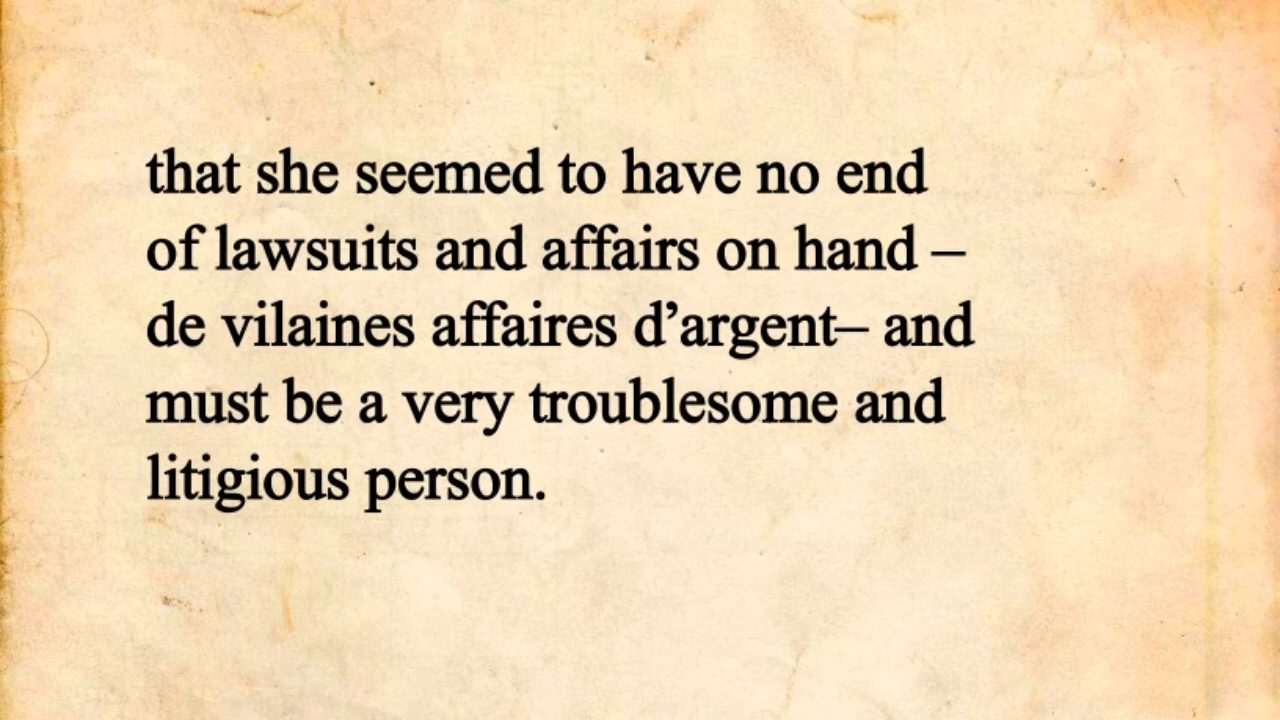 that she seemed to have no end
of lawsuits and affairs on hand –
de vilaines affaires d’argent– and
must be a very troublesome and
litigious person.